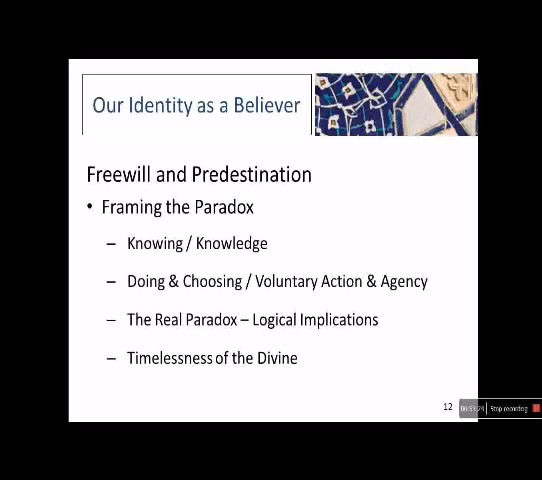 Our Identity as a Believer
Freewill and Predestination
• Framing the Paradox
– Knowing / Knowledge
– Doing & Choosing / Voluntary Action & Agency
– The Real Paradox – Logical Implications
– Timelessness of the Divine
12
Stop recording